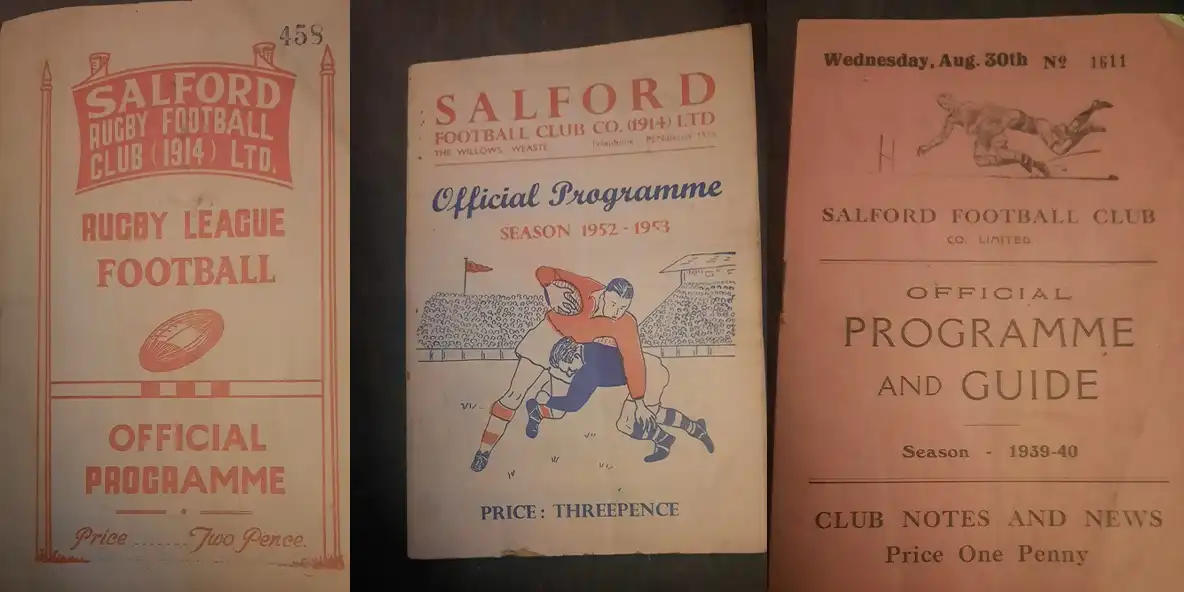 458
SALFORD
RUGBY FOOTBALL
CLUB (1914) LTD.
RUGBY LEAGUE
FOOTBALL
OFFICIAL
PROGRAMME
Price ....... Two Pence.
SALFORD
FOOTBALL CLUB CO. (1914) LTD
THE WILLOWS, WEASTE
Official Programme
SEASON 1952 - 1953
PRICE : THREEPENCE
Wednesday, Aug. 30th Nº 1611
H
SALFORD FOOTBALL CLUB
CO. LIMITED.
OFFICIAL
PROGRAMME
AND GUIDE
Season - 1939-40
CLUB NOTES AND NEWS
Price One Penny